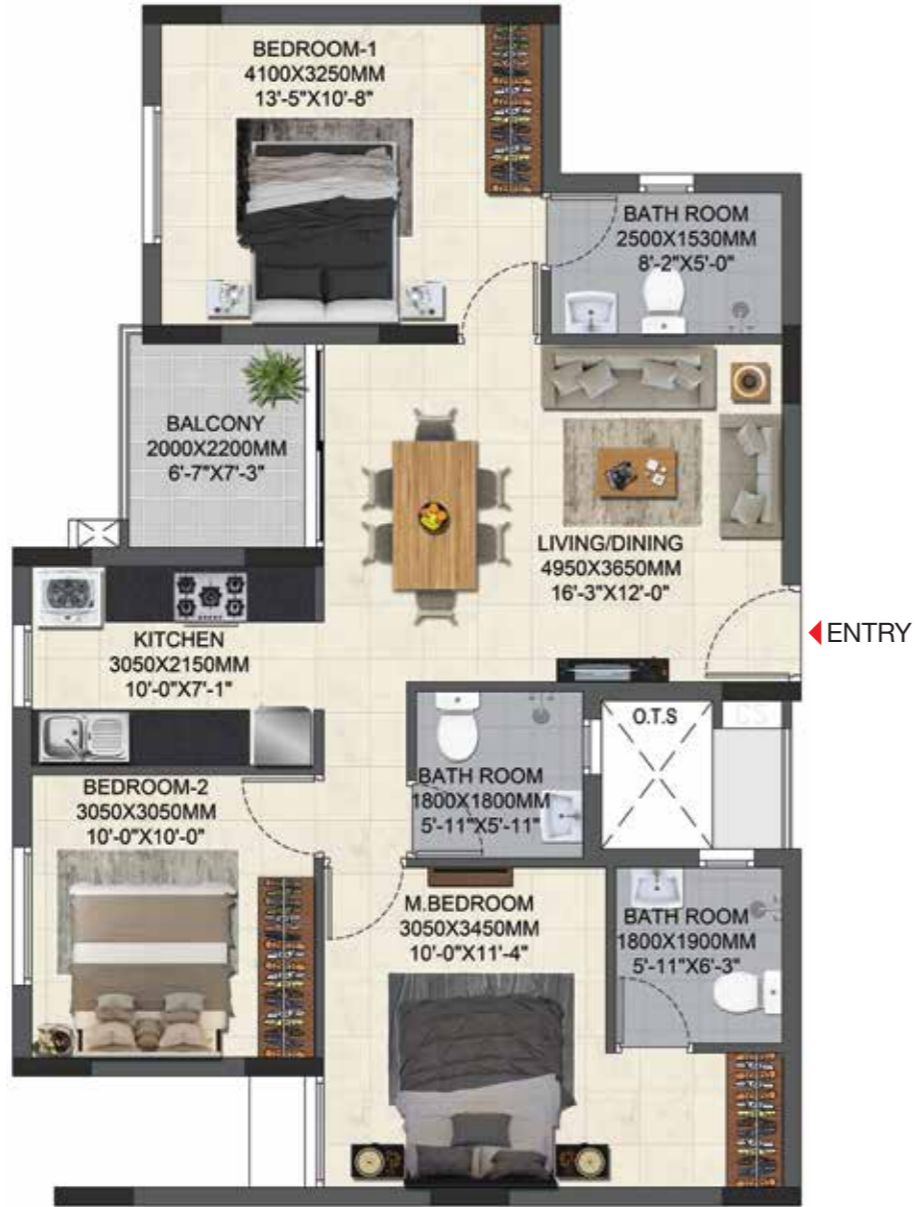 BEDROOM-1
4100X3250MM
13'-5"X10'-8"
BATH ROOM
2500X1530MM
8'-2"X5'-0"
BALCONY
2000X2200MM
6'-7"X7'-3"
LIVING/DINING
4950X3650MM
16'-3"X12'-0"
ENTRY
KITCHEN
3050X2150MM
10'-0"X7'-1"
O.T.S
CS
BATH ROOM
1800X1800MM
5'-11"X5'-11"
BEDROOM-2
3050X3050MM
10'-0"X10'-0"
M.BEDROOM
3050X3450MM
10'-0"X11'-4"
BATH ROOM
1800X1900MM
5'-11"X6'-3"